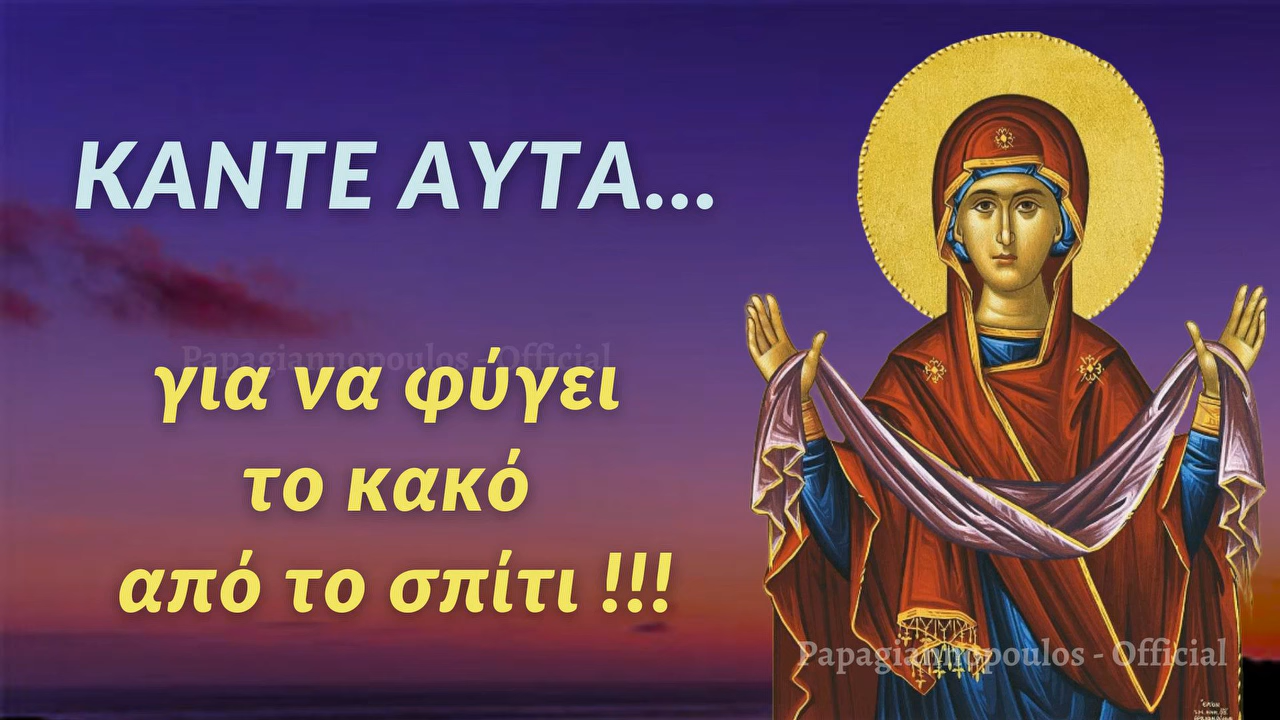 ΚΑΝΤΕ ΑΥΤΑ...
Papagiannopoulos - Official
για να φύγει
το κακό
από το σπίτι !!!
Papagiannopoulos - Official